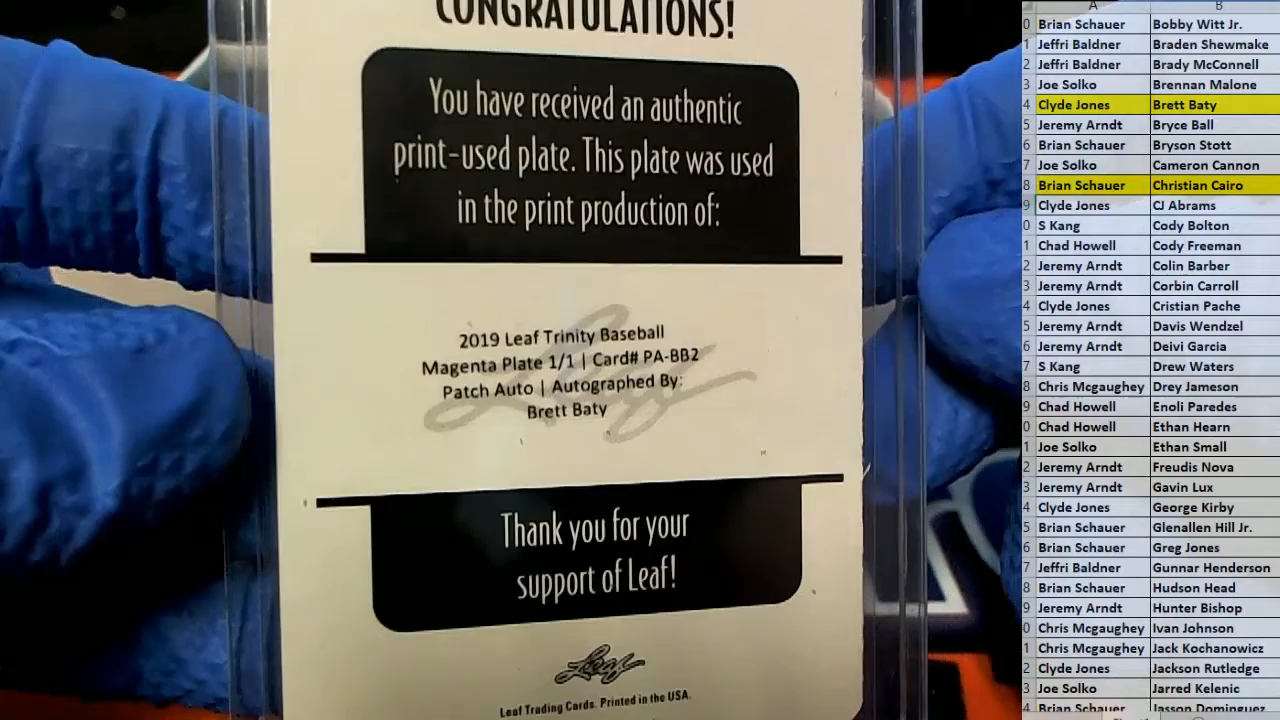 CONGRATULATIONS!
You have received an authentic
print-used plate. This plate was used
in the print production of:
2019 Leaf Trinity Baseball
Magenta Plate 1/1 | Card# PA-BB2
Patch Auto | Autographed By:
Brett Baty
Thank you for your
support of Leaf!
Leaf
Leaf Trading Cards. Printed in the USA.
A B
0 Brian Schauer Bobby Witt Jr.
1 Jeffri Baldner Braden Shewmake
2 Jeffri Baldner Brady McConnell
3 Joe Solko Brennan Malone
4 Clyde Jones Brett Baty
5 Jeremy Arndt Bryce Ball
6 Brian Schauer Bryson Stott
7 Joe Solko Cameron Cannon
8 Brian Schauer Christian Cairo
9 Clyde Jones CJ Abrams
0 S Kang Cody Bolton
1 Chad Howell Cody Freeman
2 Jeremy Arndt Colin Barber
3 Jeremy Arndt Corbin Carroll
4 Clyde Jones Cristian Pache
5 Jeremy Arndt Davis Wendzel
6 Jeremy Arndt Deivi Garcia
7 S Kang Drew Waters
8 Chris Mcgaughey Drey Jameson
9 Chad Howell Enoli Paredes
0 Chad Howell Ethan Hearn
1 Joe Solko Ethan Small
2 Jeremy Arndt Freudis Nova
3 Jeremy Arndt Gavin Lux
4 Clyde Jones George Kirby
5 Brian Schauer Glenallen Hill Jr.
6 Brian Schauer Greg Jones
7 Jeffri Baldner Gunnar Henderson
8 Brian Schauer Hudson Head
9 Jeremy Arndt Hunter Bishop
0 Chris Mcgaughey Ivan Johnson
1 Chris Mcgaughey Jack Kochanowicz
2 Clyde Jones Jackson Rutledge
3 Joe Solko Jarred Kelenic
4 Brian Schauer Jasson Dominguez